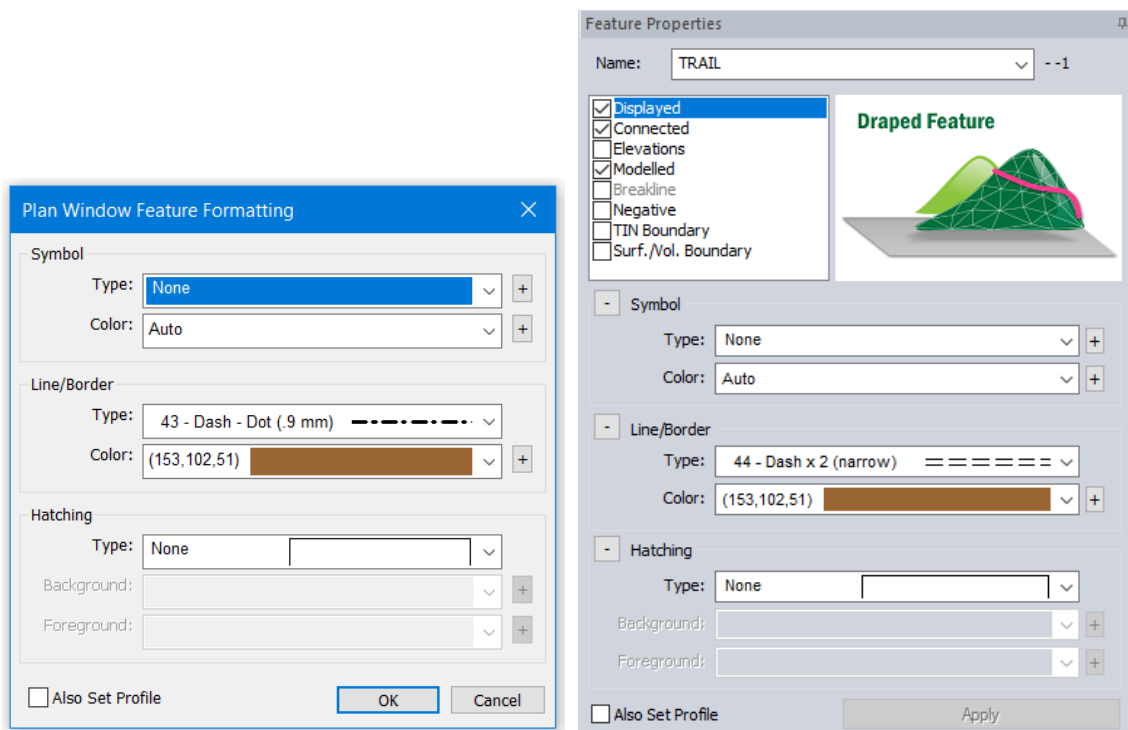 Plan Window Feature Formatting
Symbol
Type: None
+
Color: Auto
+
Line/Border
Type: 43 - Dash - Dot (.9 mm)
Color: (153,102,51)
+
Hatching
Type: None
Background:
+
Foreground:
+
Also Set Profile
OK
Cancel
Feature Properties
Name: TRAIL
- -1
Displayed
Connected
Elevations
Modelled
Breakline
Negative
TIN Boundary
Surf./Vol. Boundary
Draped Feature
- Symbol
Type: None
+
Color: Auto
+
- Line/Border
Type: 44 - Dash x 2 (narrow)
Color: (153,102,51)
+
- Hatching
Type: None
Background:
+
Foreground:
+
Also Set Profile
Apply